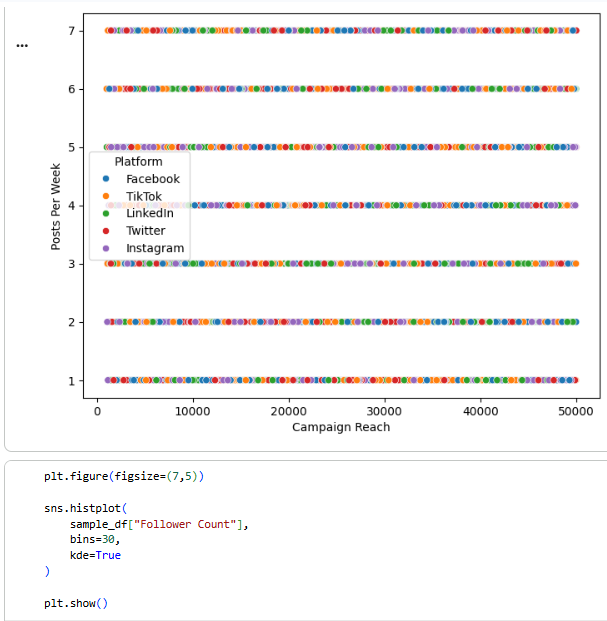 ...
7
6
5
4
3
2
1
Posts Per Week
Platform
Facebook
TikTok
LinkedIn
Twitter
Instagram
0 10000 20000 30000 40000 50000
Campaign Reach
plt.figure(figsize=(7,5))
sns.histplot(
    sample_df["Follower Count"],
    bins=30,
    kde=True
)
plt.show()